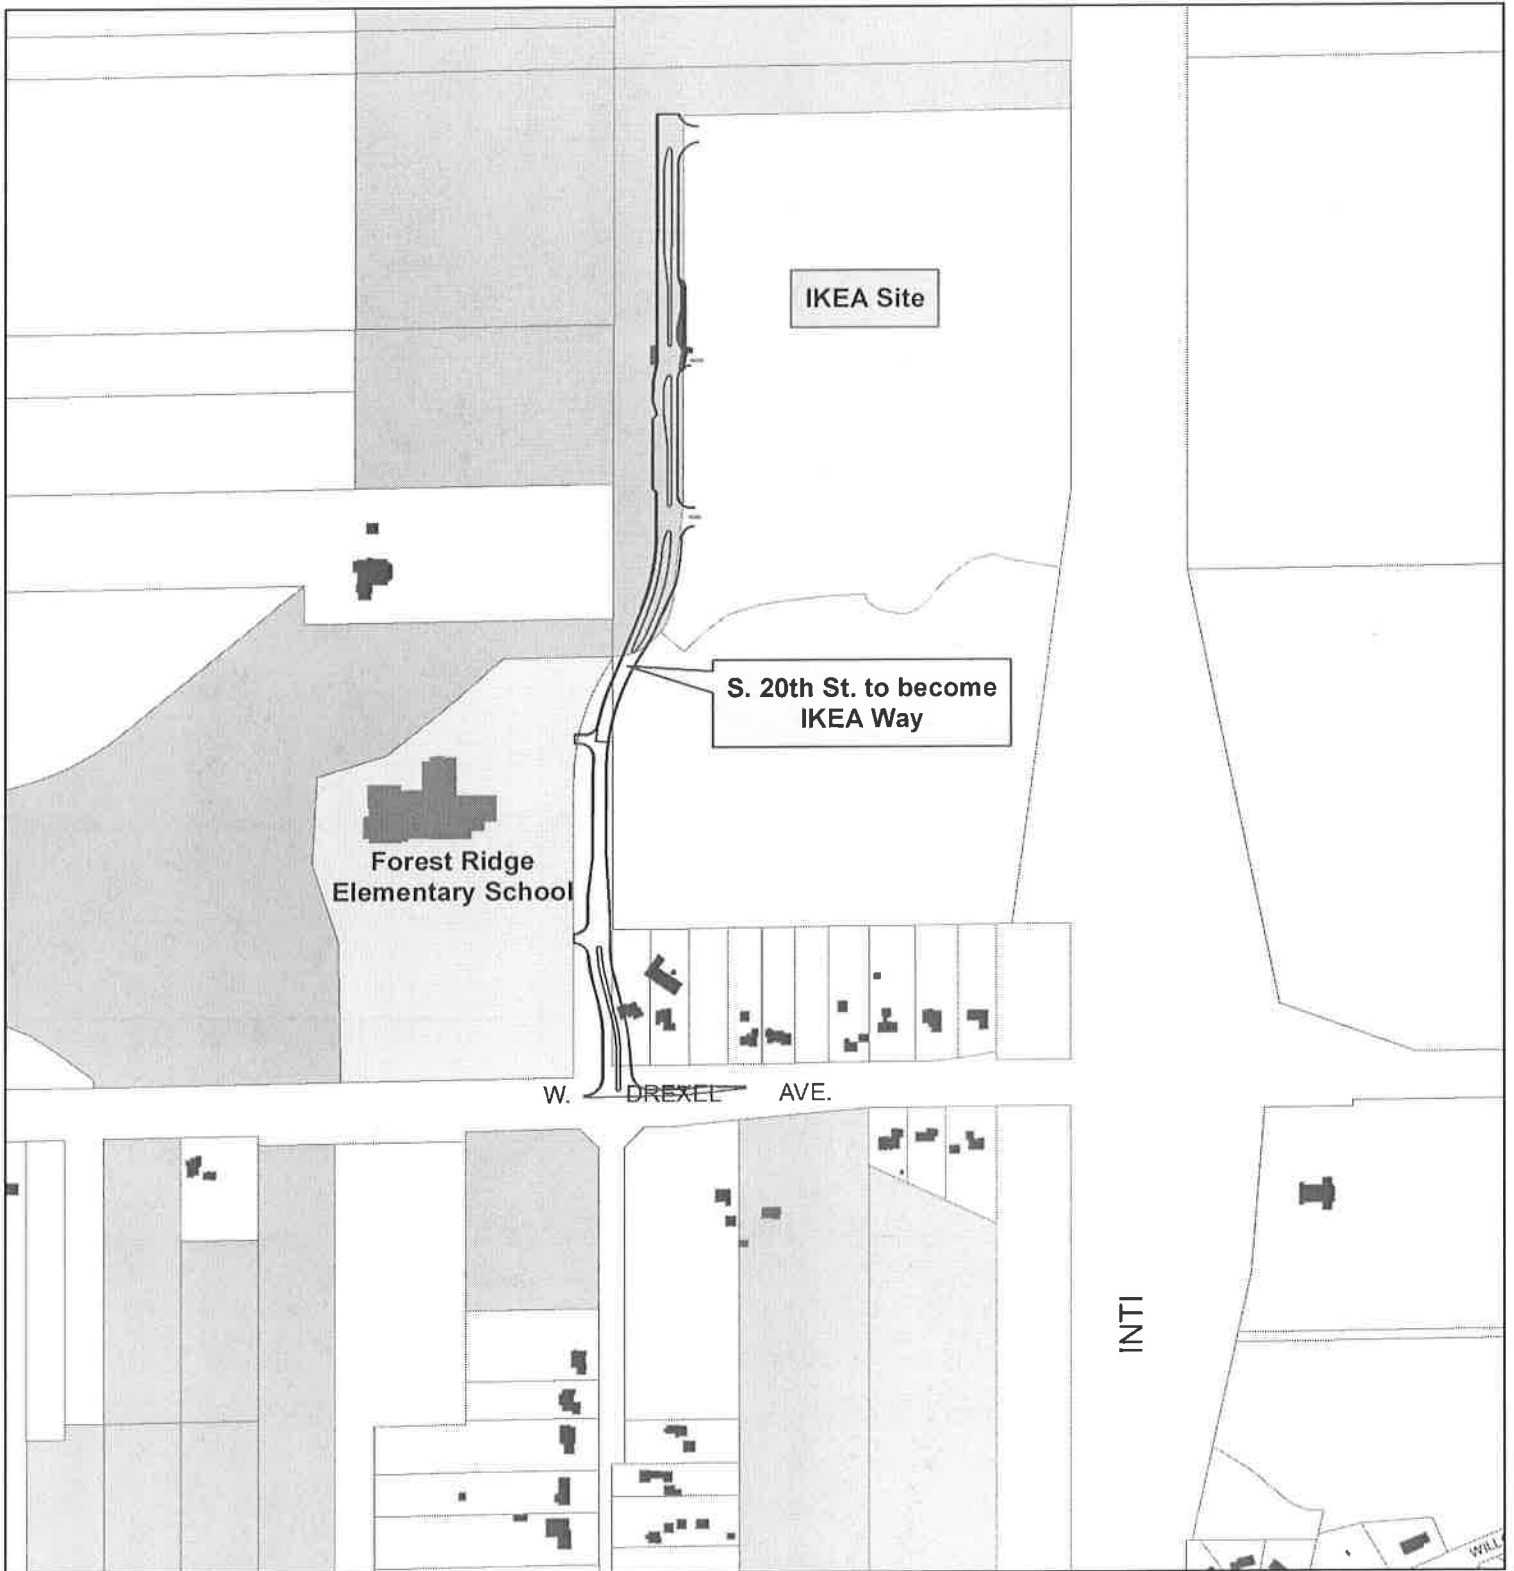 IKEA Site
S. 20th St. to become
IKEA Way
Forest Ridge
Elementary School
W. DREXEL AVE.
INTI